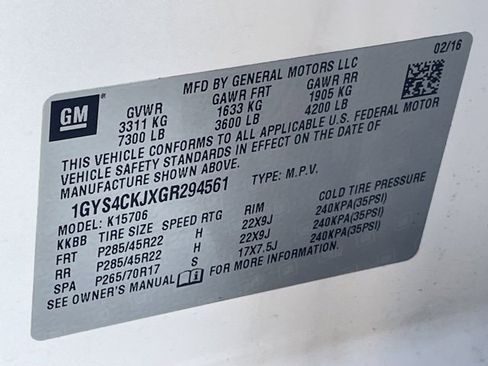 MFD BY GENERAL MOTORS LLC 02/16
GM
GVWR GAWR FRT GAWR RR
3311 KG 1633 KG 1905 KG
7300 LB 3600 LB 4200 LB
THIS VEHICLE CONFORMS TO ALL APPLICABLE U.S. FEDERAL MOTOR
VEHICLE SAFETY STANDARDS IN EFFECT ON THE DATE OF
MANUFACTURE SHOWN ABOVE.
1GYS4CKJXGR294561 TYPE: M.P.V.
MODEL: K15706
KKBB TIRE SIZE SPEED RTG RIM COLD TIRE PRESSURE
FRT P285/45R22 H 22X9J 240KPA(35PSI)
RR P285/45R22 H 22X9J 240KPA(35PSI)
SPA P265/70R17 S 17X7.5J 240KPA(35PSI)
SEE OWNER'S MANUAL FOR MORE INFORMATION.